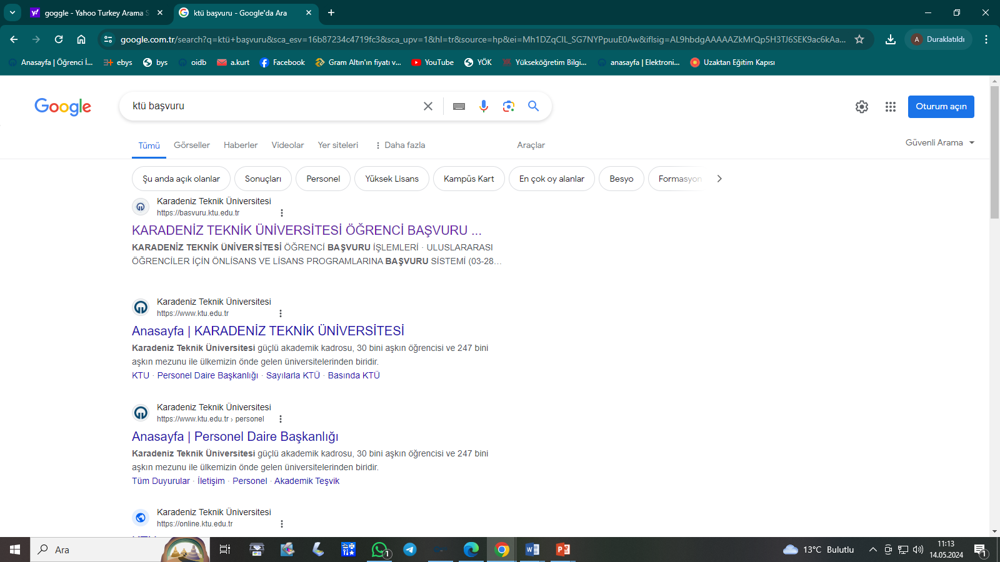 goggle - Yahoo Turkey Arama S
ktü başvuru - Google'da Ara
google.com.tr/search?q=ktü+başvuru&sca_esv=16b87234c4719fc3&sca_upv=1&hl=tr&source=hp&ei=Mh1DZqCIL_SG7NYPpuuE0Aw&iflsig=AL9hbdgAAAAAZkMrQp5H3TJ6SEK9ac6kAa...
A Duraklatıldı
Anasayfa | Öğrenci İ...
ebys
bys
oidb
a.kurt
Facebook
Gram Altın'ın fiyatı v...
YouTube
YÖK
Yükseköğretim Bilgi...
anasayfa | Elektroni...
Uzaktan Eğitim Kapısı
Google
ktü başvuru
Oturum açın
Tümü
Görseller
Haberler
Videolar
Yer siteleri
Daha fazla
Araçlar
Güvenli Arama
Şu anda açık olanlar
Sonuçları
Personel
Yüksek Lisans
Kampüs Kart
En çok oy alanlar
Besyo
Formasyon
Karadeniz Teknik Üniversitesi
https://basvuru.ktu.edu.tr
KARADENİZ TEKNİK ÜNİVERSİTESİ ÖĞRENCİ BAŞVURU ...
KARADENİZ TEKNİK ÜNİVERSİTESİ ÖĞRENCİ BAŞVURU İŞLEMLERİ · ULUSLARARASI
ÖĞRENCİLER İÇİN ÖNLİSANS VE LİSANS PROGRAMLARINA BAŞVURU SİSTEMİ (03-28...
Karadeniz Teknik Üniversitesi
https://www.ktu.edu.tr
Anasayfa | KARADENİZ TEKNİK ÜNİVERSİTESİ
Karadeniz Teknik Üniversitesi güçlü akademik kadrosu, 30 bini aşkın öğrencisi ve 247 bini
aşkın mezunu ile ülkemizin önde gelen üniversitelerinden biridir.
KTU · Personel Daire Başkanlığı · Sayılarla KTÜ · Basında KTÜ
Karadeniz Teknik Üniversitesi
https://www.ktu.edu.tr › personel
Anasayfa | Personel Daire Başkanlığı
Karadeniz Teknik Üniversitesi güçlü akademik kadrosu, 30 bini aşkın öğrencisi ve 247 bini
aşkın mezunu ile ülkemizin önde gelen üniversitelerinden biridir.
Tüm Duyurular · İletişim · Personel · Akademik Teşvik
Karadeniz Teknik Üniversitesi
https://online.ktu.edu.tr
Ara
1
13°C Bulutlu
11:13
14.05.2024
1